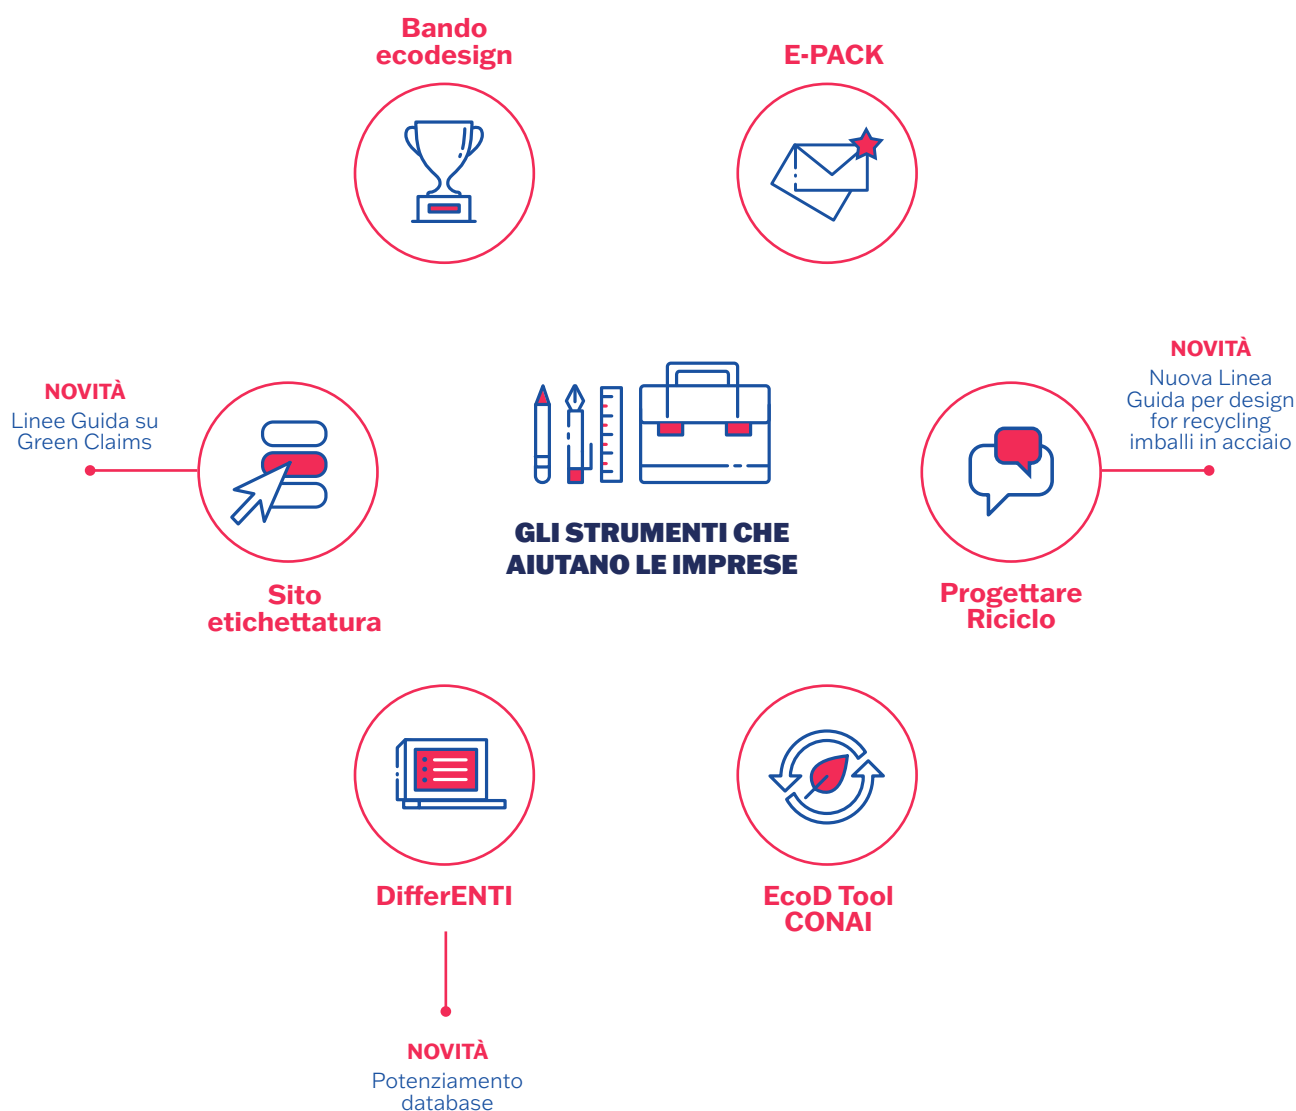 Bando
ecodesign
E-PACK
NOVITÀ
Linee Guida su
Green Claims
NOVITÀ
Nuova Linea
Guida per design
for recycling
imballi in acciaio
GLI STRUMENTI CHE
AIUTANO LE IMPRESE
Sito
etichettatura
Progettare
Riciclo
DifferENTI
EcoD Tool
CONAI
NOVITÀ
Potenziamento
database